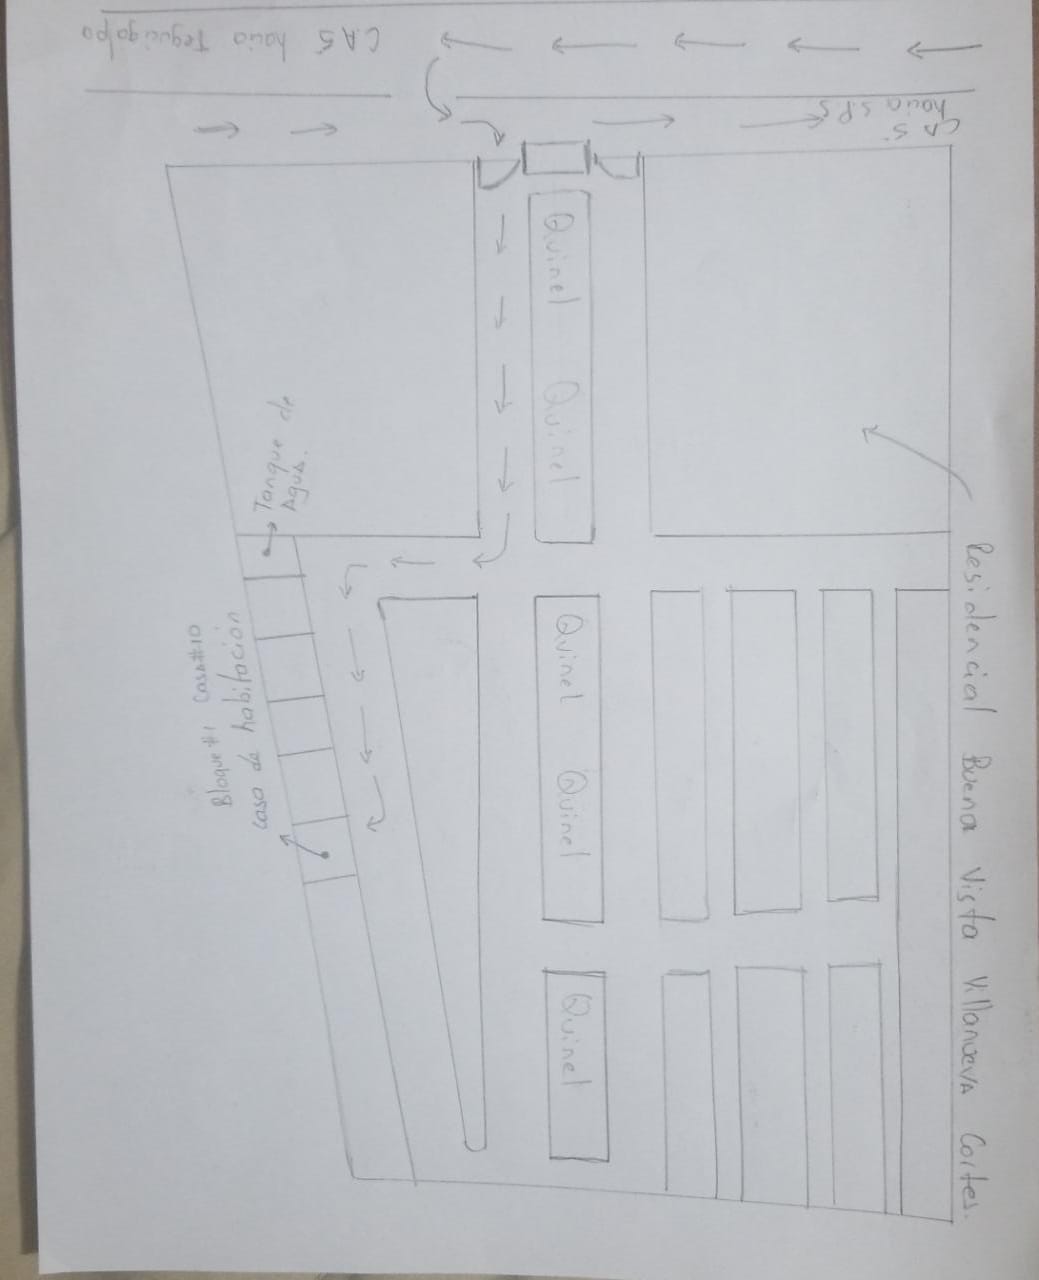 CA5 hacia Tegucigalpa
CA5
hacia S.P.S
Quinel
Quinel
Tanque de
Agua.
Residencial Buena Vista Villanueva Cortes.
Bloque #1 Casa #10
casa de habitación
Quinel
Quinel
Quinel